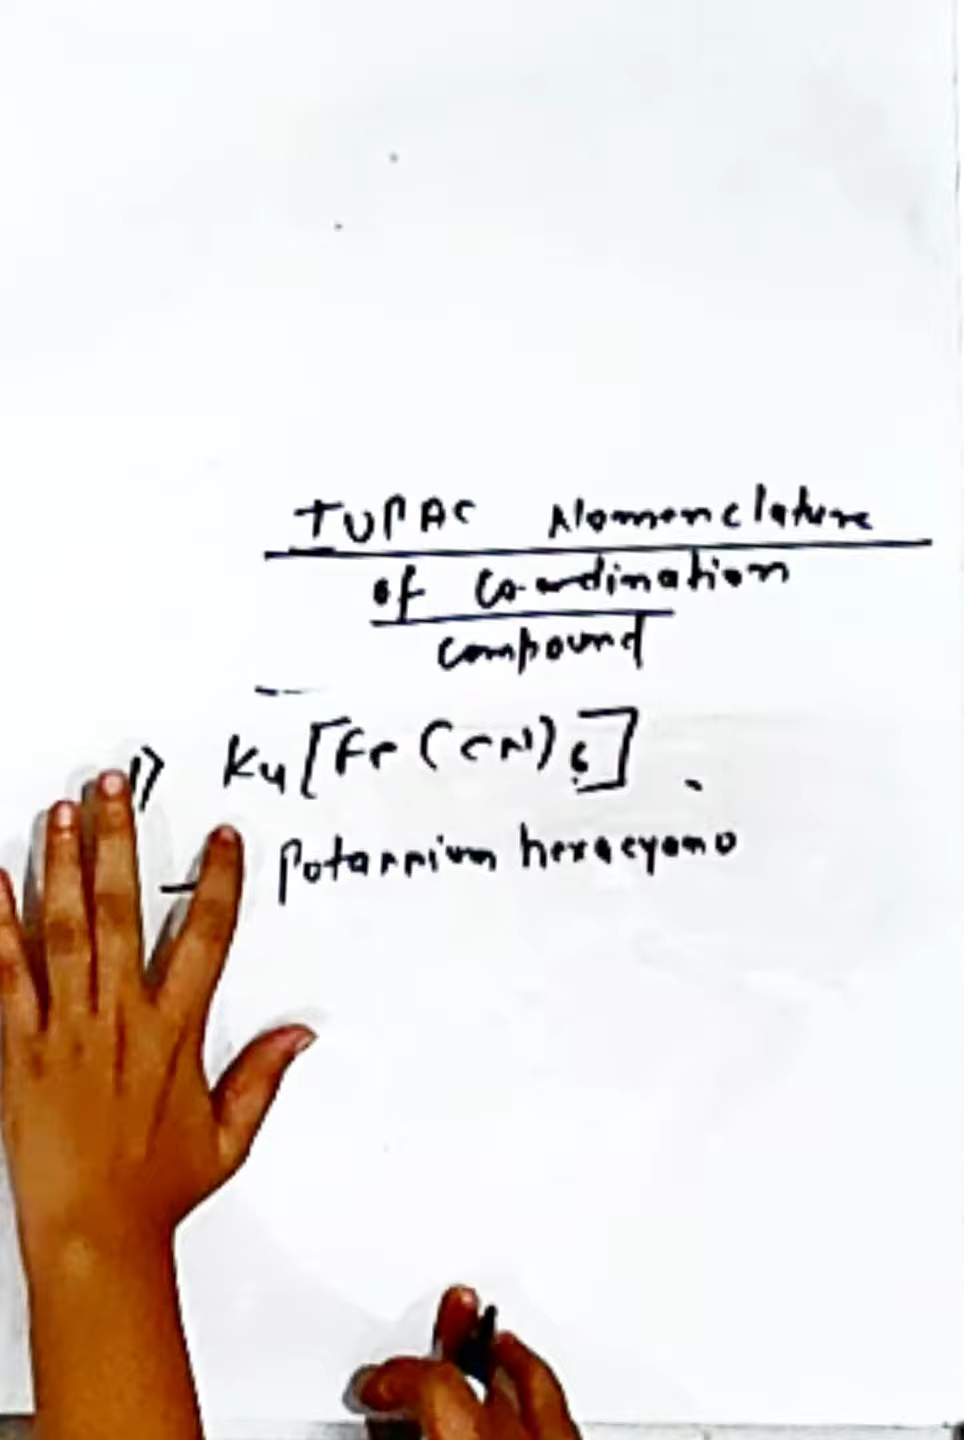 IUPAC Nomenclature
of Co-ordination
compound
1) K4[Fe(CN)6].
potassium hexacyano